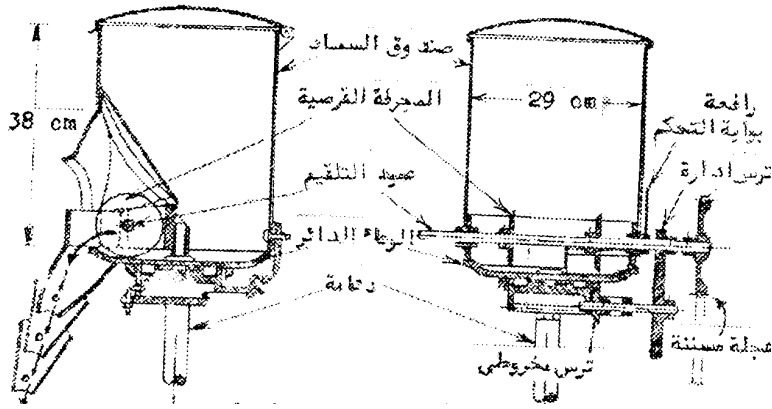 صندوق السماد
38 cm
29 cm
المجرفة القرصية
رافعة
بوابة التحكم
ترس ادارة
عمود التلقيم
الوعاء الدائر
دعامة
ترس مخروطي
عجلة مسننة